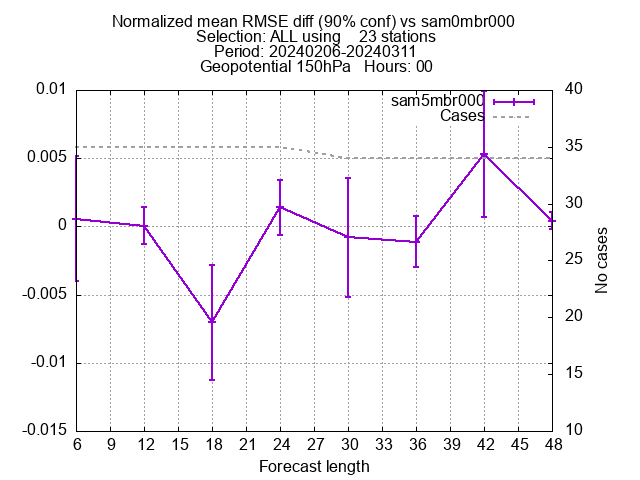 Normalized mean RMSE diff (90% conf) vs sam0mbr000
Selection: ALL using    23 stations
Period: 20240206-20240311
Geopotential 150hPa   Hours: 00
sam5mbr000
Cases
0.01
0.005
0
-0.005
-0.01
-0.015
40
35
30
25
20
15
10
No cases
6 9 12 15 18 21 24 27 30 33 36 39 42 45 48
Forecast length